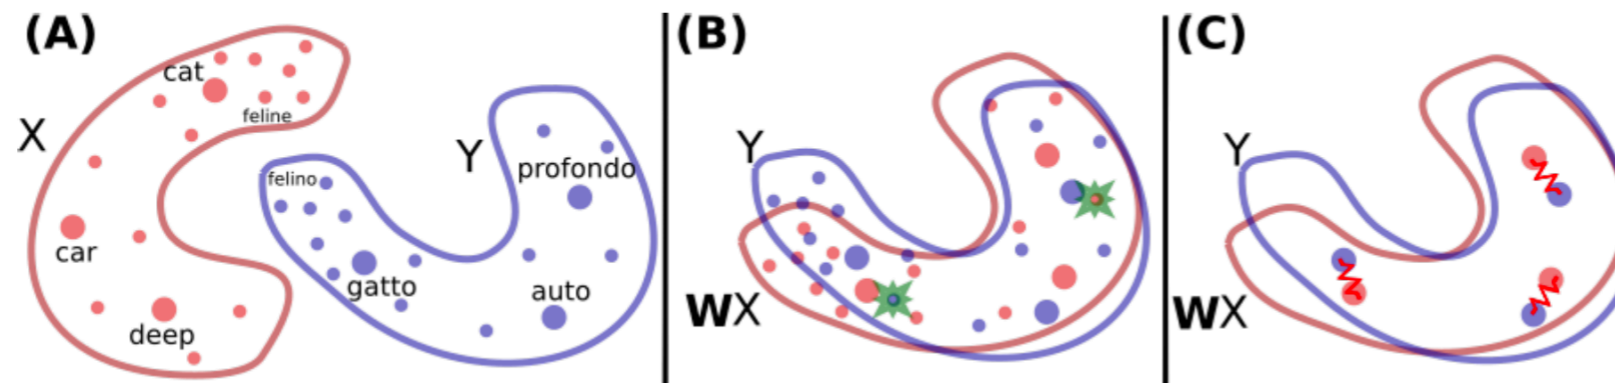 (A)
X
cat
feline
car
deep
Y
felino
profondo
gatto
auto
(B)
Y
WX
(C)
Y
WX